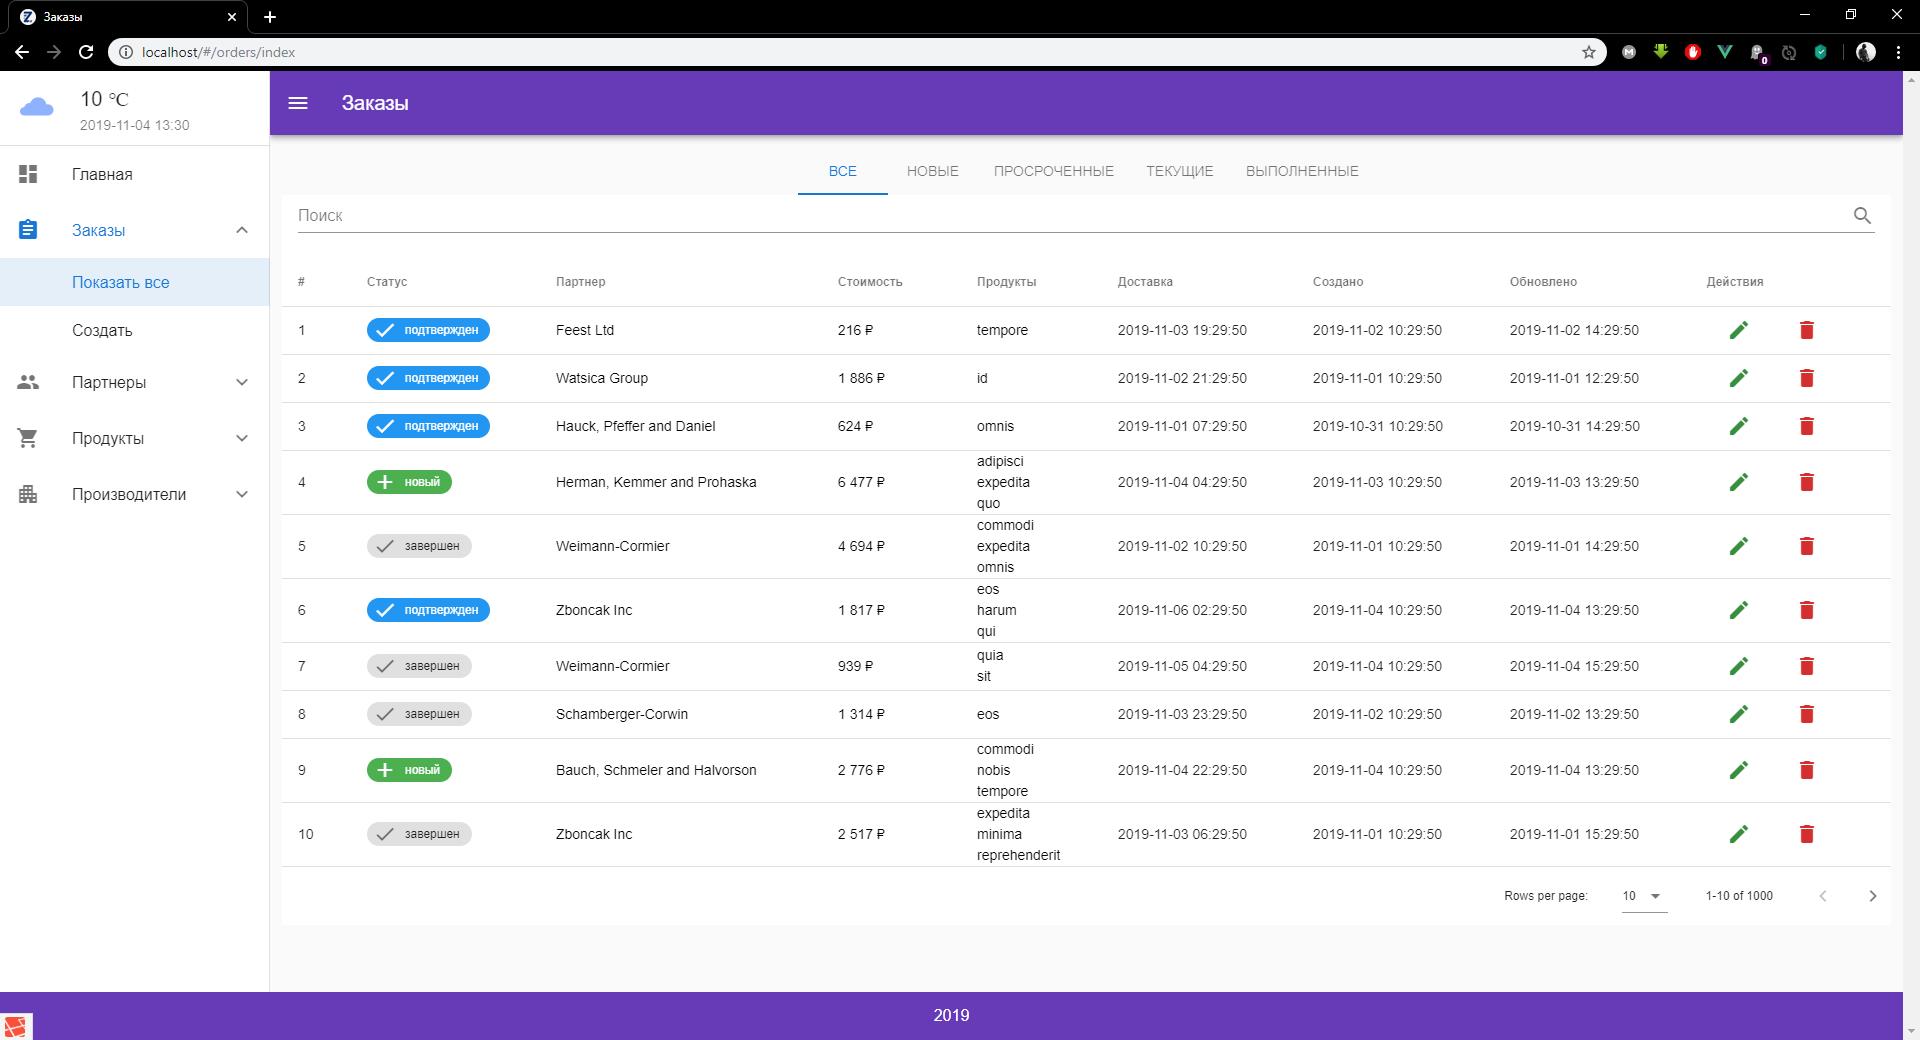 Заказы
localhost/#/orders/index
0
10 °C
2019-11-04 13:30
Заказы
Главная
Заказы
Показать все
Создать
Партнеры
Продукты
Производители
ВСЕ НОВЫЕ ПРОСРОЧЕННЫЕ ТЕКУЩИЕ ВЫПОЛНЕННЫЕ
Поиск
# Статус Партнер Стоимость Продукты Доставка Создано Обновлено Действия
1 подтвержден Feest Ltd 216 ₽ tempore 2019-11-03 19:29:50 2019-11-02 10:29:50 2019-11-02 14:29:50
2 подтвержден Watsica Group 1 886 ₽ id 2019-11-02 21:29:50 2019-11-01 10:29:50 2019-11-01 12:29:50
3 подтвержден Hauck, Pfeffer and Daniel 624 ₽ omnis 2019-11-01 07:29:50 2019-10-31 10:29:50 2019-10-31 14:29:50
adipisci
4 новый Herman, Kemmer and Prohaska 6 477 ₽ expedita 2019-11-04 04:29:50 2019-11-03 10:29:50 2019-11-03 13:29:50
quo
commodi
5 завершен Weimann-Cormier 4 694 ₽ expedita 2019-11-02 10:29:50 2019-11-01 10:29:50 2019-11-01 14:29:50
omnis
eos
6 подтвержден Zboncak Inc 1 817 ₽ harum 2019-11-06 02:29:50 2019-11-04 10:29:50 2019-11-04 13:29:50
qui
quia
7 завершен Weimann-Cormier 939 ₽ 2019-11-05 04:29:50 2019-11-04 10:29:50 2019-11-04 15:29:50
sit
8 завершен Schamberger-Corwin 1 314 ₽ eos 2019-11-03 23:29:50 2019-11-02 10:29:50 2019-11-02 13:29:50
commodi
9 новый Bauch, Schmeler and Halvorson 2 776 ₽ nobis 2019-11-04 22:29:50 2019-11-04 10:29:50 2019-11-04 13:29:50
tempore
expedita
10 завершен Zboncak Inc 2 517 ₽ minima 2019-11-03 06:29:50 2019-11-01 10:29:50 2019-11-01 15:29:50
reprehenderit
Rows per page: 10 1-10 of 1000
2019